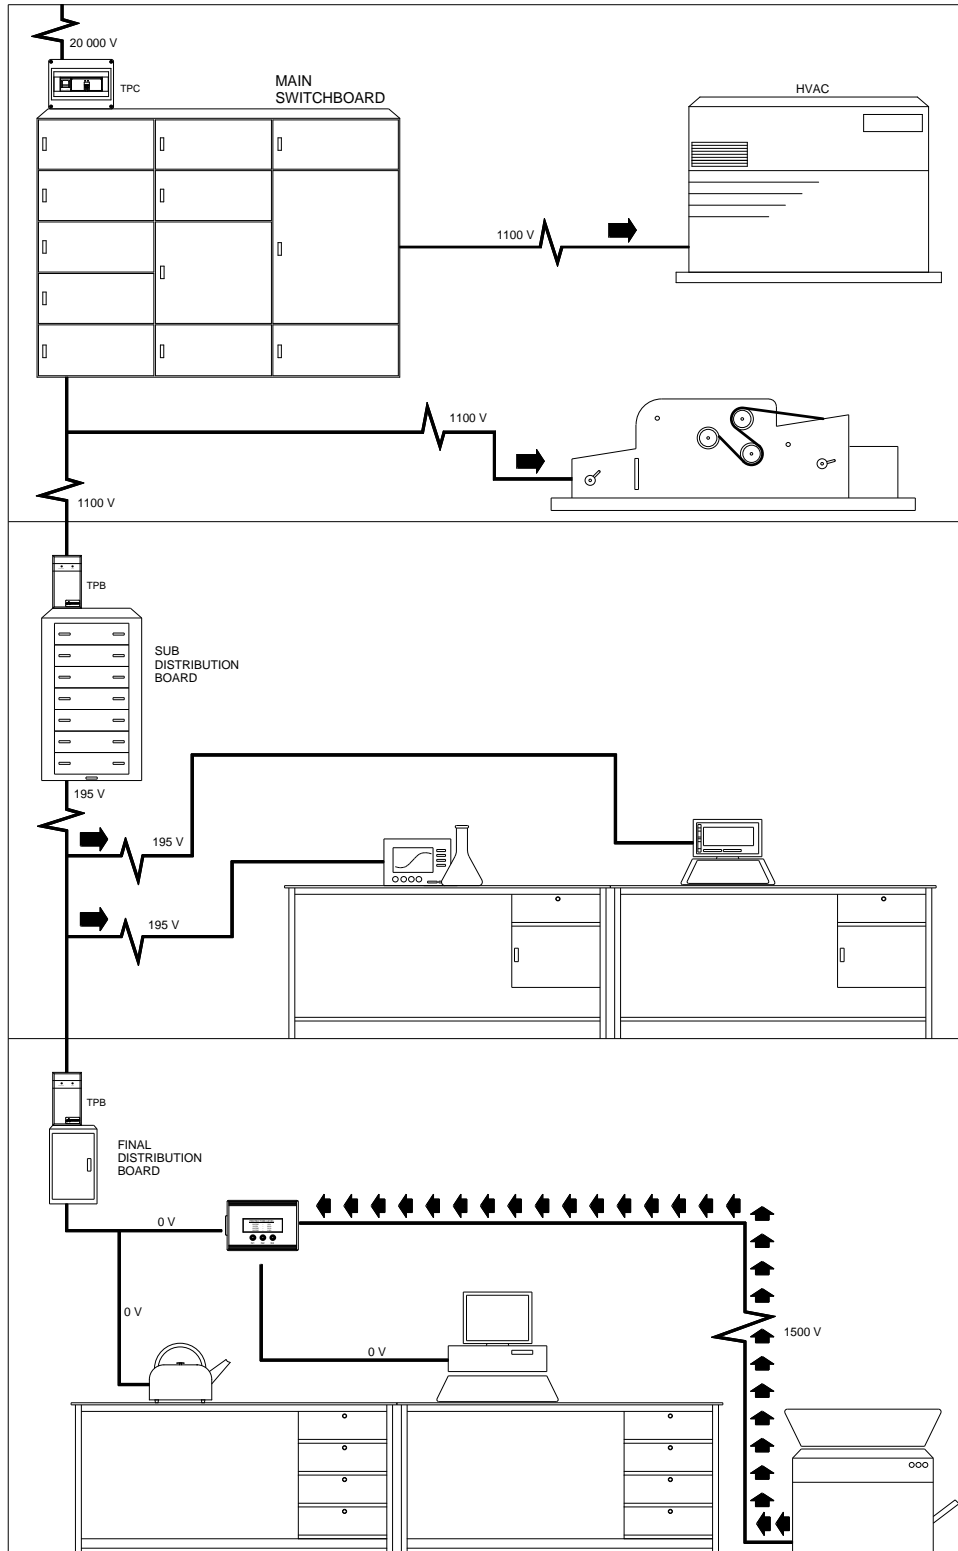 20 000 V
TPC
MAIN
SWITCHBOARD
HVAC
1100 V
1100 V
1100 V
TPB
SUB
DISTRIBUTION
BOARD
195 V
195 V
195 V
TPB
FINAL
DISTRIBUTION
BOARD
0 V
0 V
0 V
1500 V